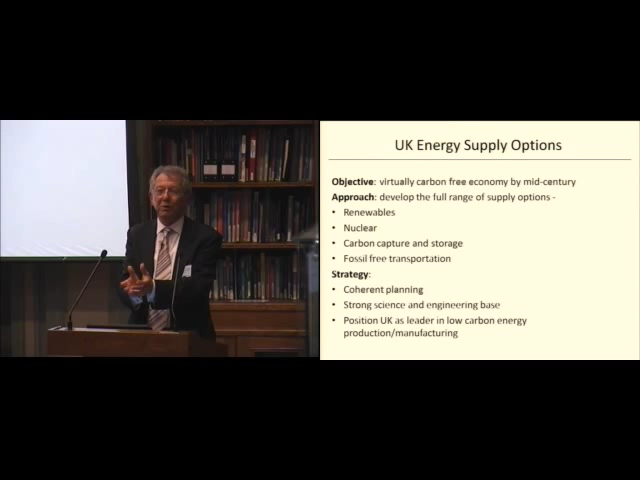 UK Energy Supply Options
Objective: virtually carbon free economy by mid-century
Approach: develop the full range of supply options -
• Renewables
• Nuclear
• Carbon capture and storage
• Fossil free transportation
Strategy:
• Coherent planning
• Strong science and engineering base
• Position UK as leader in low carbon energy
production/manufacturing